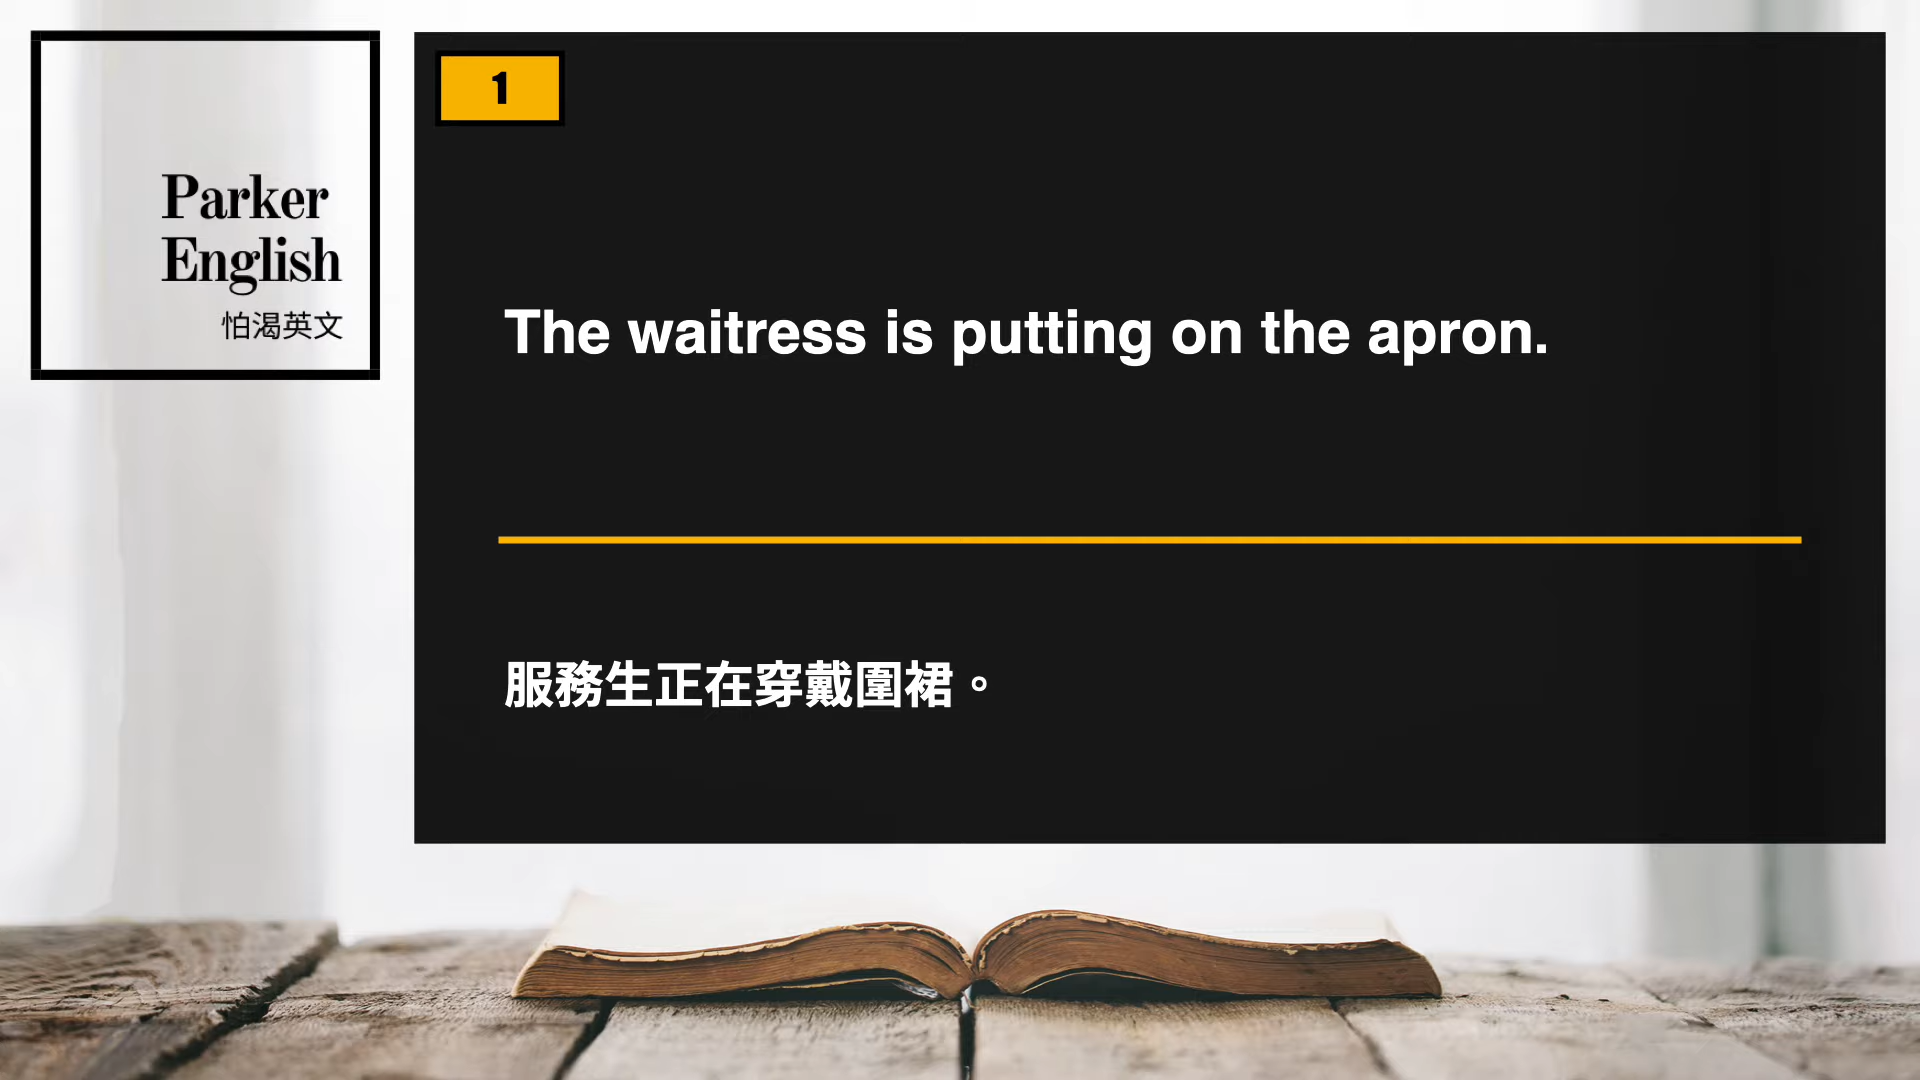 Parker
English
怕渴英文
1
The waitress is putting on the apron.
服務生正在穿戴圍裙。